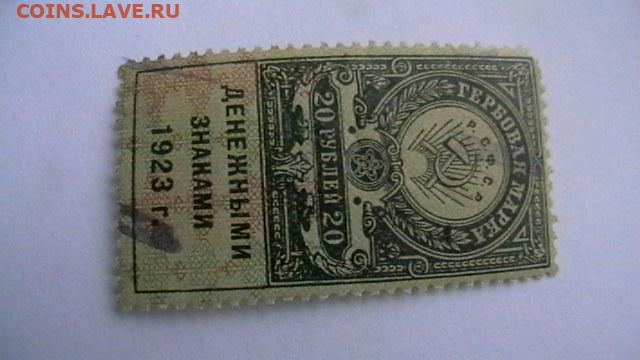 COINS.LAVE.RU
ГЕРБОВАЯ МАРКА
Р.С.Ф.С.Р.
20 РУБЛЕЙ 20
ДЕНЕЖНЫМИ
ЗНАКАМИ
1923 г.